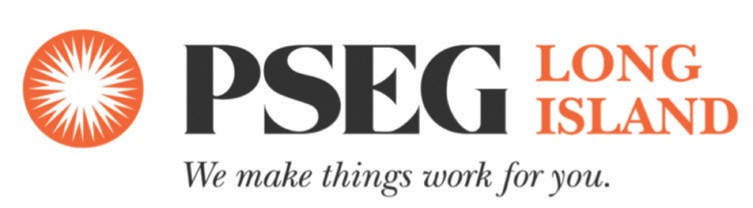 PSEG LONG
ISLAND
We make things work for you.